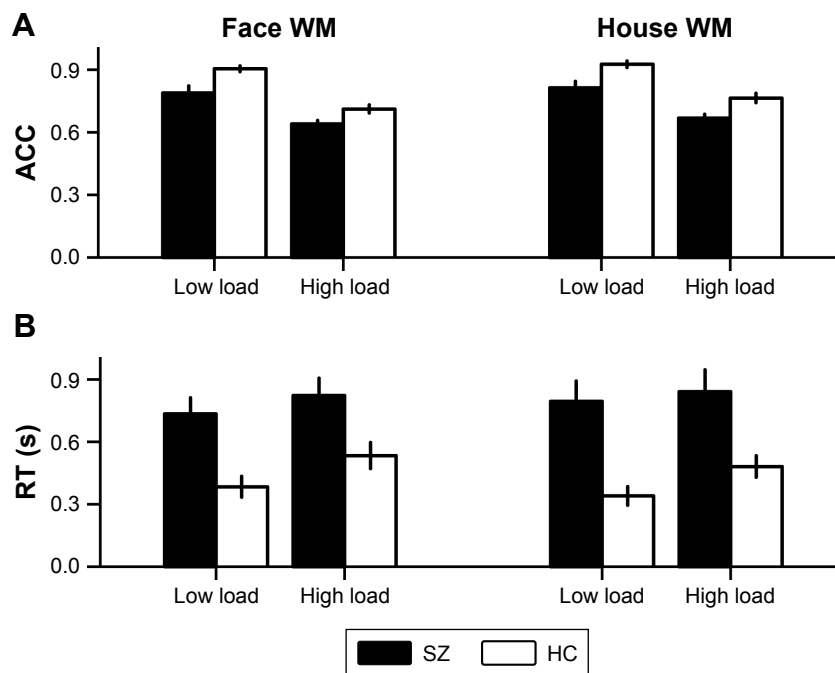 A
Face WM
House WM
ACC
0.9
0.6
0.3
0.0
Low load
High load
Low load
High load
B
RT (s)
0.9
0.6
0.3
0.0
Low load
High load
Low load
High load
SZ
HC